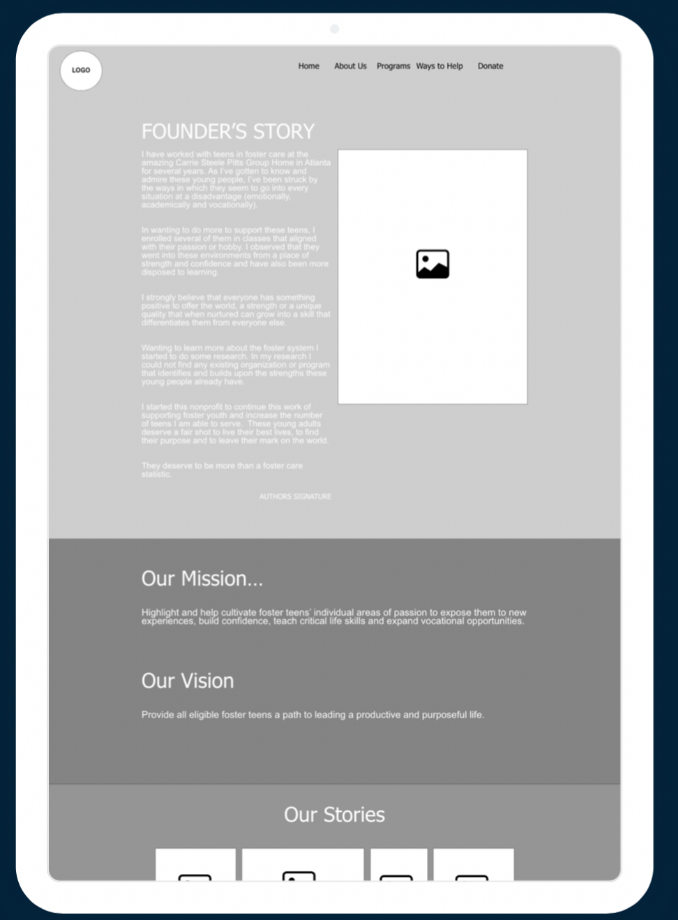 LOGO
Home About Us Programs Ways to Help Donate
FOUNDER'S STORY
I have worked with teens in foster care at the
amazing Carrie Steele Pitts Group Home in Atlanta
for several years. As I've gotten to know and
admire these young people, I've been struck by
the ways in which they seem to go into every
situation at a disadvantage (emotionally,
academically and vocationally).
In wanting to do more to support these teens, I
enrolled several of them in classes that aligned
with their passion or hobby. I observed that they
went into these environments from a place of
strength and confidence and have also been more
disposed to learning.
I strongly believe that everyone has something
positive to offer the world, a strength or a unique
quality that when nurtured can grow into a skill that
differentiates them from everyone else.
Wanting to learn more about the foster system I
started to do some research. In my research I
could not find any existing organization or program
that identifies and builds upon the strengths these
young people already have.
I started this nonprofit to continue this work of
supporting foster youth and increase the number
of teens I am able to serve. These young adults
deserve a fair shot to live their best lives, to find
their purpose and to leave their mark on the world.
They deserve to be more than a foster care
statistic.
AUTHORS SIGNATURE
Our Mission...
Highlight and help cultivate foster teens' individual areas of passion to expose them to new
experiences, build confidence, teach critical life skills and expand vocational opportunities.
Our Vision
Provide all eligible foster teens a path to leading a productive and purposeful life.
Our Stories